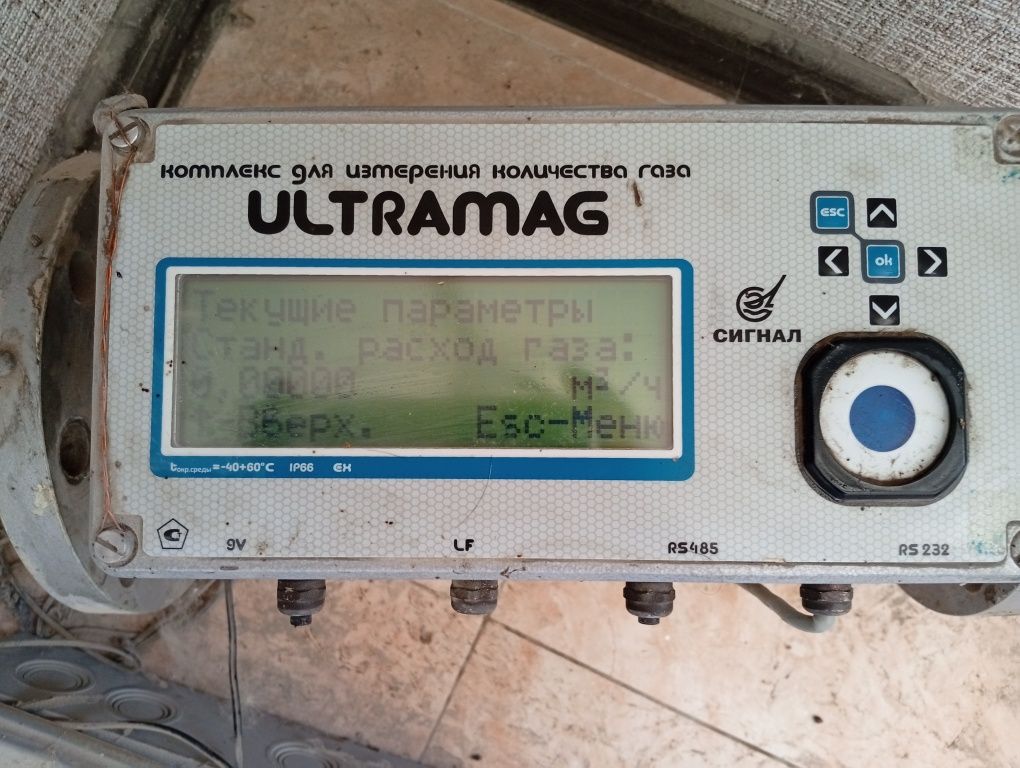 комплекс для измерения количества газа
ULTRAMAG
esc
ok
Текущие параметры
Станд. расход газа:
0,00000 м³/ч
↑-Вверх. Esc-Меню
СИГНАЛ
tокр.среды=-40+60°C IP66 EX
9V LF RS485 RS 232